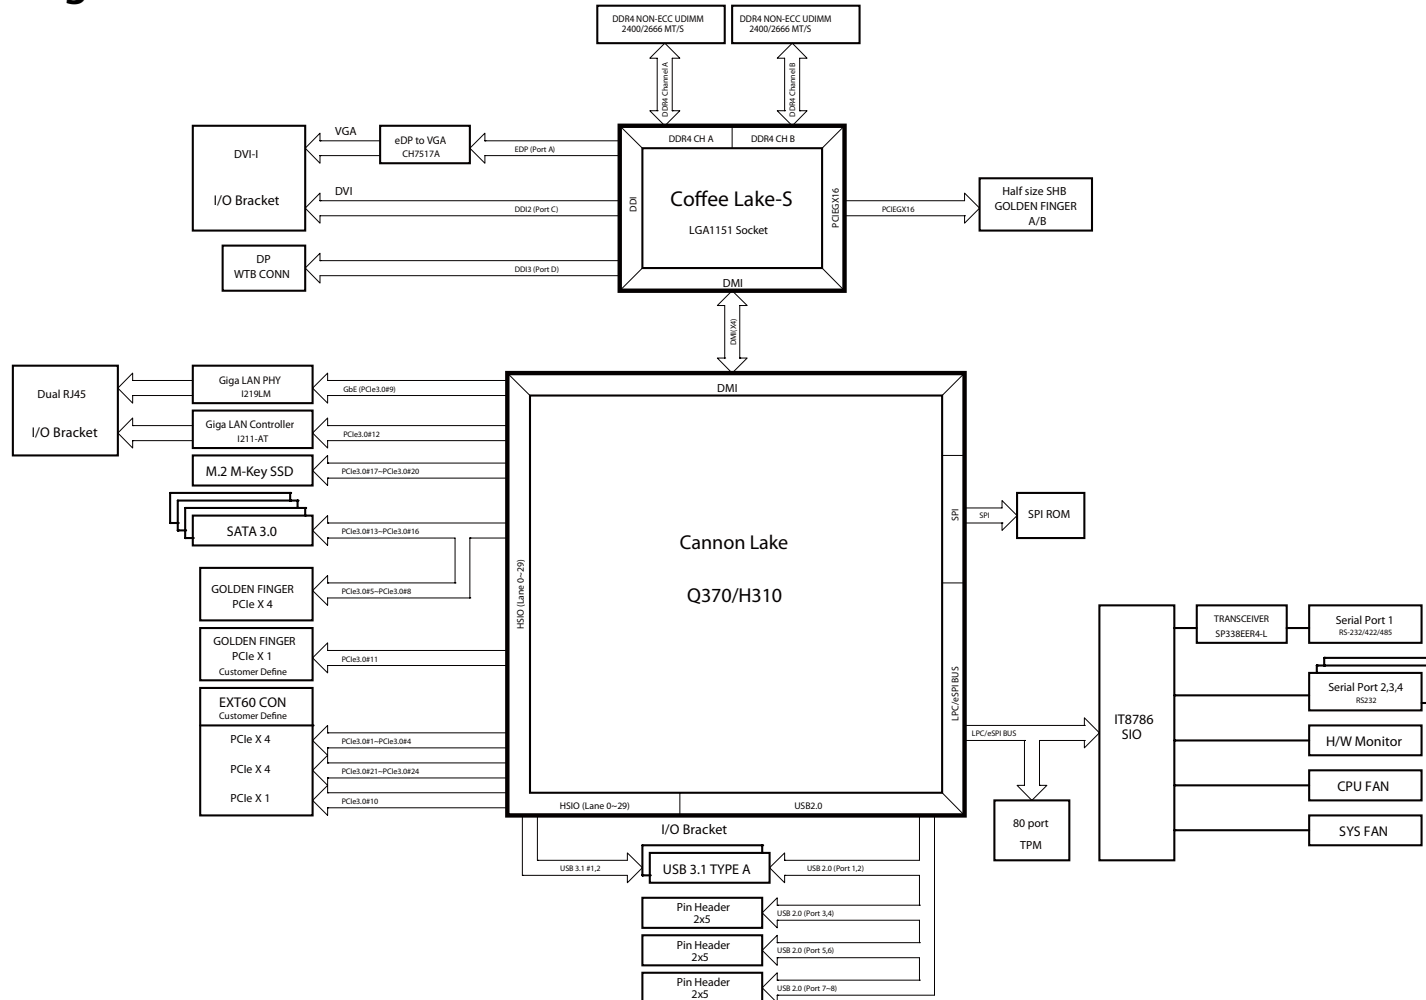 DDR4 NON-ECC UDIMM
2400/2666 MT/S
DDR4 NON-ECC UDIMM
2400/2666 MT/S
DDR4 Channel A
DDR4 Channel B
DVI-I
I/O Bracket
VGA
eDP to VGA
CH7517A
EDP (Port A)
DVI
DDI2 (Port C)
DP
WTB CONN
DDI3 (Port D)
DDR4 CH A
DDR4 CH B
DDI
Coffee Lake-S
LGA1151 Socket
PCIEGX16
DMI
PCIEGX16
Half size SHB
GOLDEN FINGER
A/B
DMI(X4)
Dual RJ45
I/O Bracket
Giga LAN PHY
I219LM
GbE (PCIe3.0#9)
Giga LAN Controller
I211-AT
PCIe3.0#12
M.2 M-Key SSD
PCIe3.0#17~PCIe3.0#20
SATA 3.0
PCIe3.0#13~PCIe3.0#16
GOLDEN FINGER
PCIe X 4
PCIe3.0#5~PCIe3.0#8
GOLDEN FINGER
PCIe X 1
Customer Define
PCIe3.0#11
EXT60 CON
Customer Define
PCIe X 4
PCIe3.0#1~PCIe3.0#4
PCIe X 4
PCIe3.0#21~PCIe3.0#24
PCIe X 1
PCIe3.0#10
DMI
HSIO (Lane 0~29)
Cannon Lake
Q370/H310
SPI
LPC/eSPI BUS
HSIO (Lane 0~29)
USB2.0
SPI
SPI ROM
LPC/eSPI BUS
80 port
TPM
IT8786
SIO
TRANSCEIVER
SP338EER4-L
Serial Port 1
RS-232/422/485
Serial Port 2,3,4
RS232
H/W Monitor
CPU FAN
SYS FAN
I/O Bracket
USB 3.1 #1,2
USB 3.1 TYPE A
USB 2.0 (Port 1,2)
Pin Header
2x5
USB 2.0 (Port 3,4)
Pin Header
2x5
USB 2.0 (Port 5,6)
Pin Header
2x5
USB 2.0 (Port 7~8)